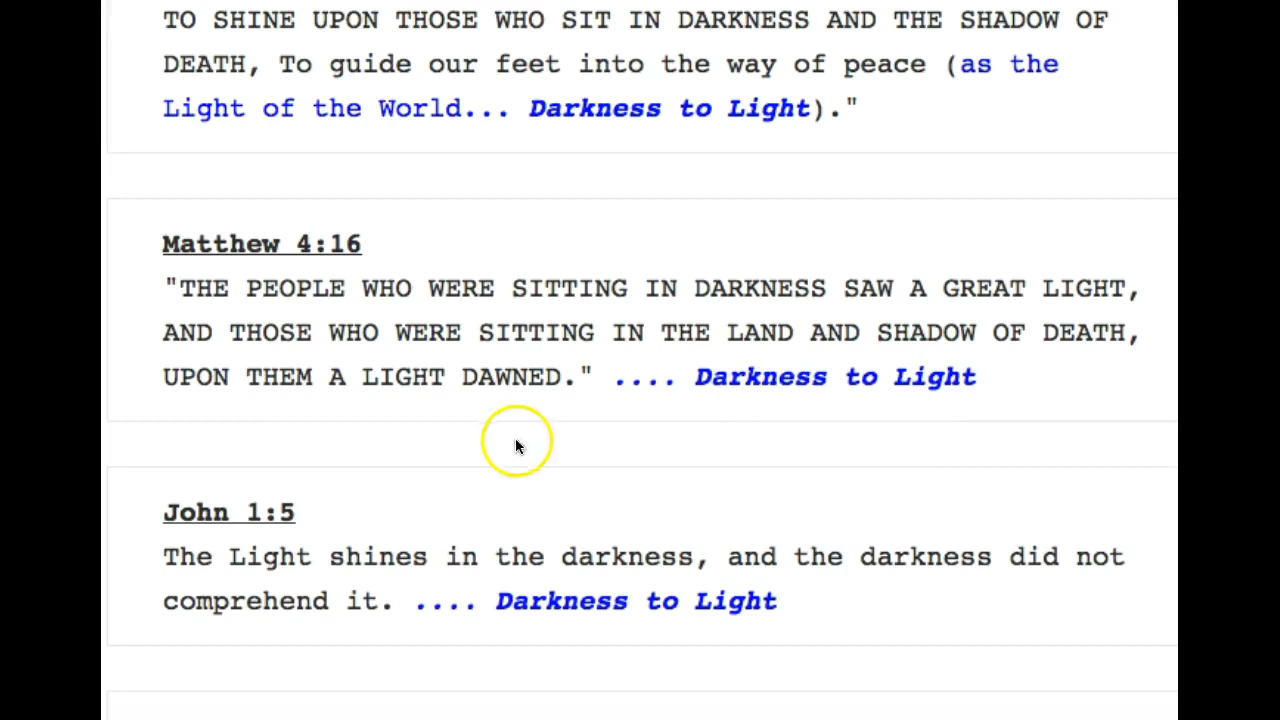 TO SHINE UPON THOSE WHO SIT IN DARKNESS AND THE SHADOW OF
DEATH, To guide our feet into the way of peace (as the
Light of the World... Darkness to Light)."
Matthew 4:16
"THE PEOPLE WHO WERE SITTING IN DARKNESS SAW A GREAT LIGHT,
AND THOSE WHO WERE SITTING IN THE LAND AND SHADOW OF DEATH,
UPON THEM A LIGHT DAWNED." .... Darkness to Light
John 1:5
The Light shines in the darkness, and the darkness did not
comprehend it. .... Darkness to Light